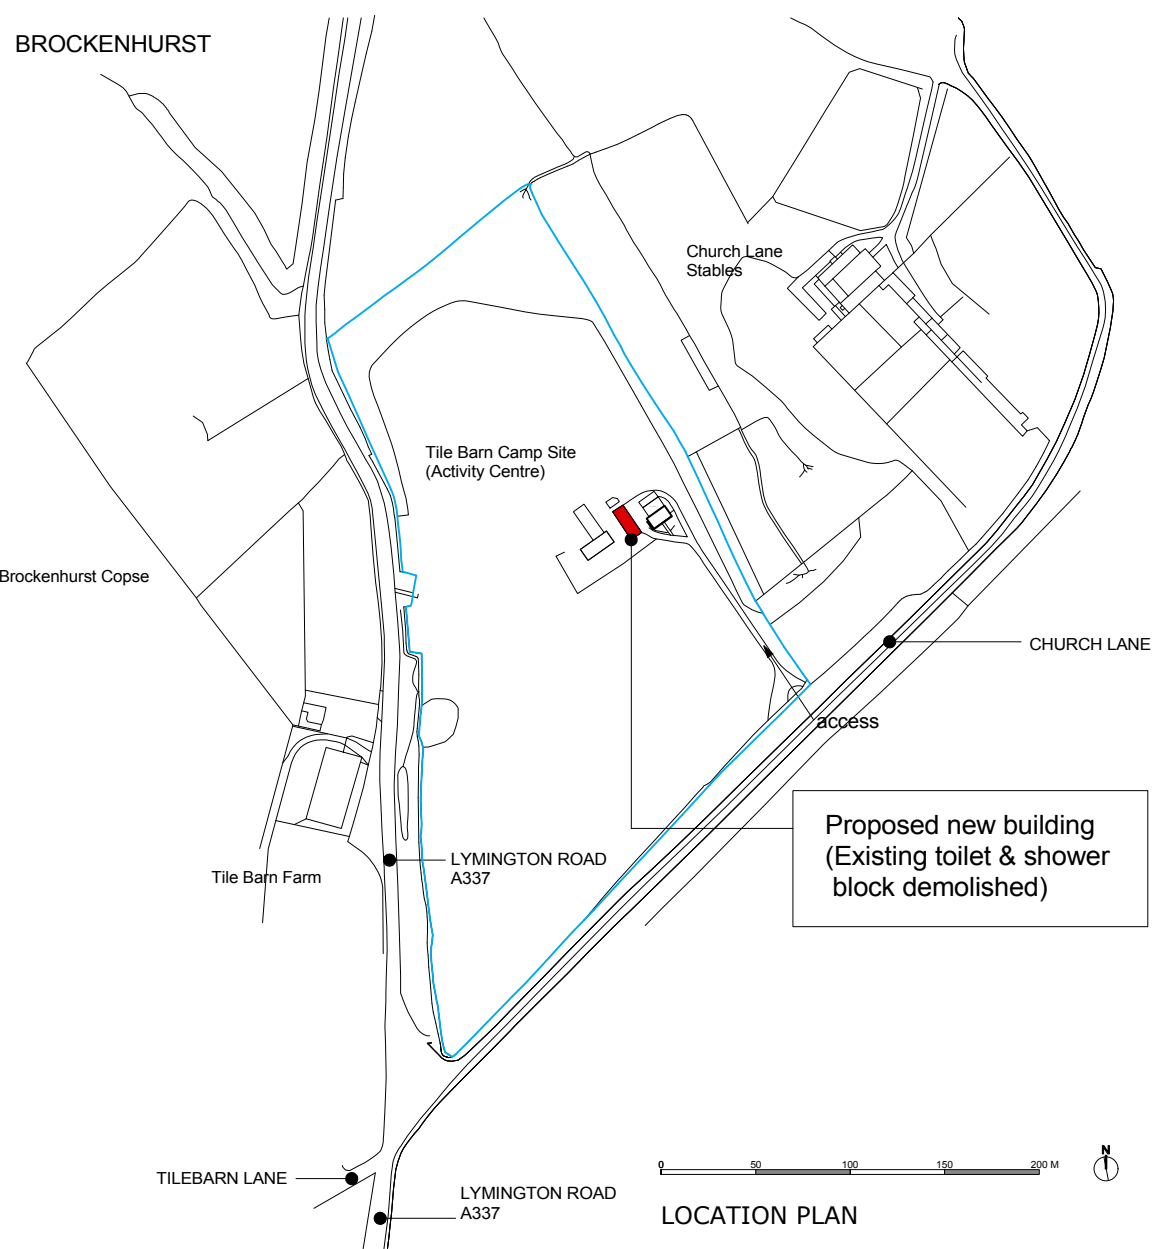 BROCKENHURST
Church Lane
Stables
Tile Barn Camp Site
(Activity Centre)
Brockenhurst Copse
CHURCH LANE
access
Proposed new building
(Existing toilet & shower
block demolished)
LYMINGTON ROAD
A337
Tile Barn Farm
TILEBARN LANE
LYMINGTON ROAD
A337
0 50 100 150 200 M
N
LOCATION PLAN